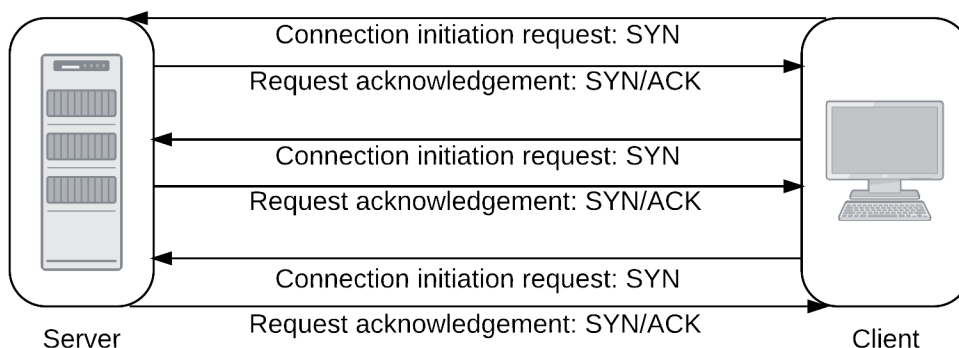 Connection initiation request: SYN
Request acknowledgement: SYN/ACK
Connection initiation request: SYN
Request acknowledgement: SYN/ACK
Connection initiation request: SYN
Request acknowledgement: SYN/ACK
Server
Client